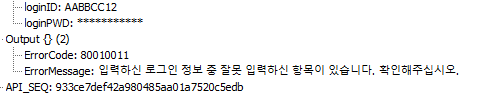 loginID: AABBCC12
loginPWD: ***********
Output {} (2)
ErrorCode: 80010011
ErrorMessage: 입력하신 로그인 정보 중 잘못 입력하신 항목이 있습니다. 확인해주십시오.
API_SEQ: 933ce7def42a980485aa01a7520c5edb